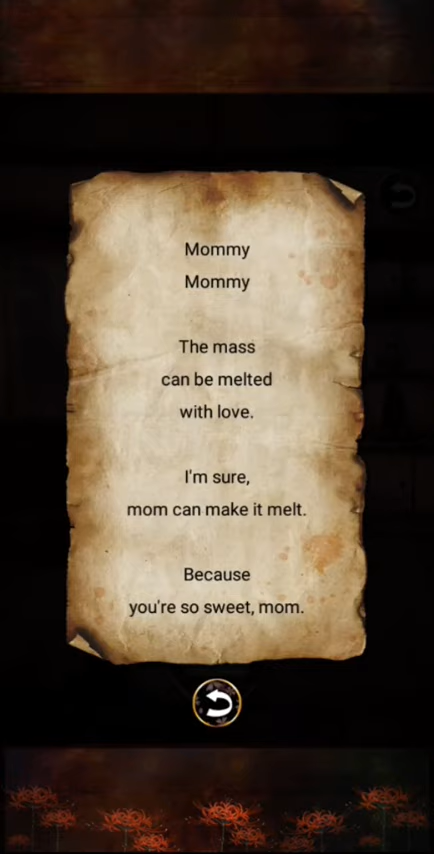 Mommy
Mommy
The mass
can be melted
with love.
I'm sure,
mom can make it melt.
Because
you're so sweet, mom.